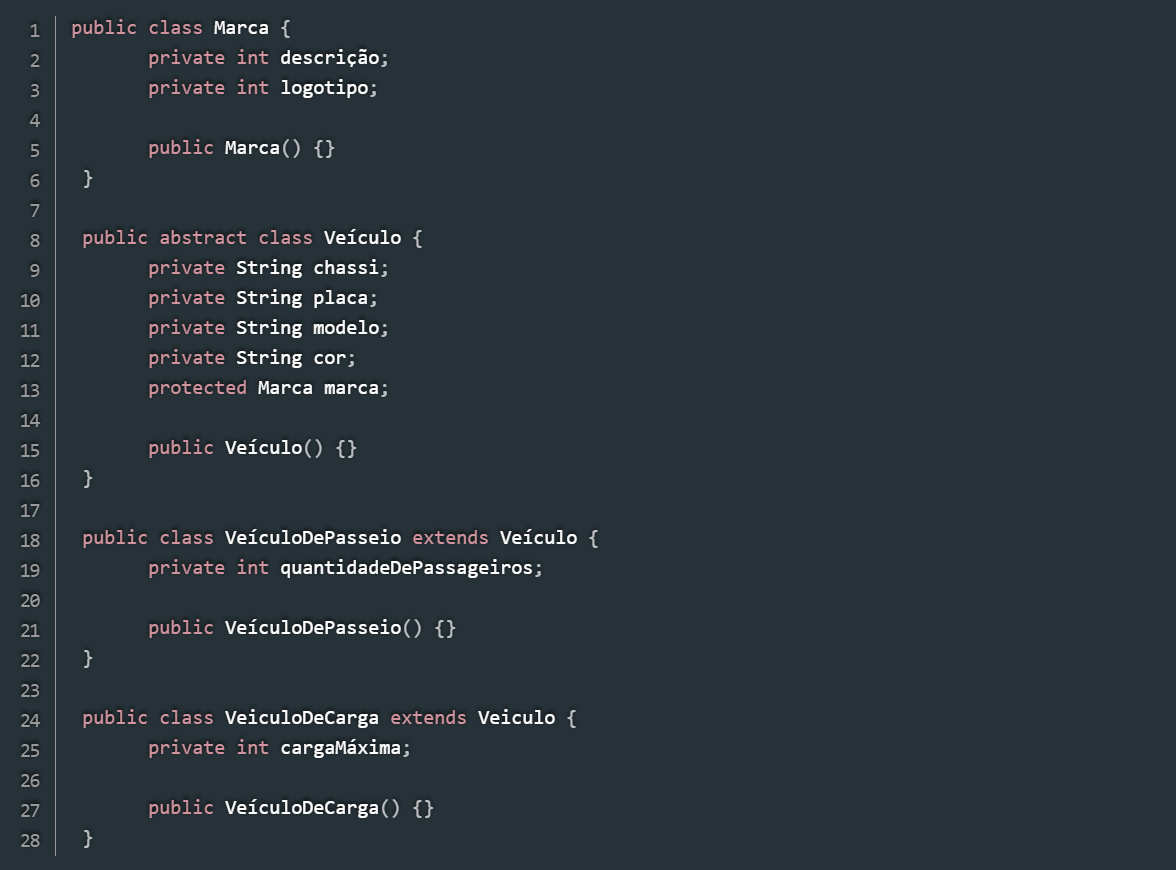 1 public class Marca {
2 private int descrição;
3 private int logotipo;
4
5 public Marca() {}
6 }
7
8 public abstract class Veículo {
9 private String chassi;
10 private String placa;
11 private String modelo;
12 private String cor;
13 protected Marca marca;
14
15 public Veículo() {}
16 }
17
18 public class VeículoDePasseio extends Veículo {
19 private int quantidadeDePassageiros;
20
21 public VeículoDePasseio() {}
22 }
23
24 public class VeiculoDeCarga extends Veiculo {
25 private int cargaMáxima;
26
27 public VeículoDeCarga() {}
28 }